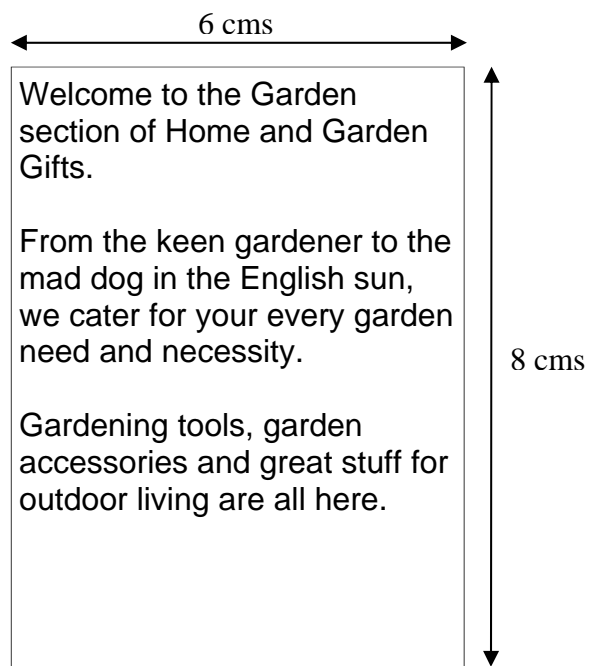 6 cms
Welcome to the Garden
section of Home and Garden
Gifts.
From the keen gardener to the
mad dog in the English sun,
we cater for your every garden
need and necessity.
8 cms
Gardening tools, garden
accessories and great stuff for
outdoor living are all here.